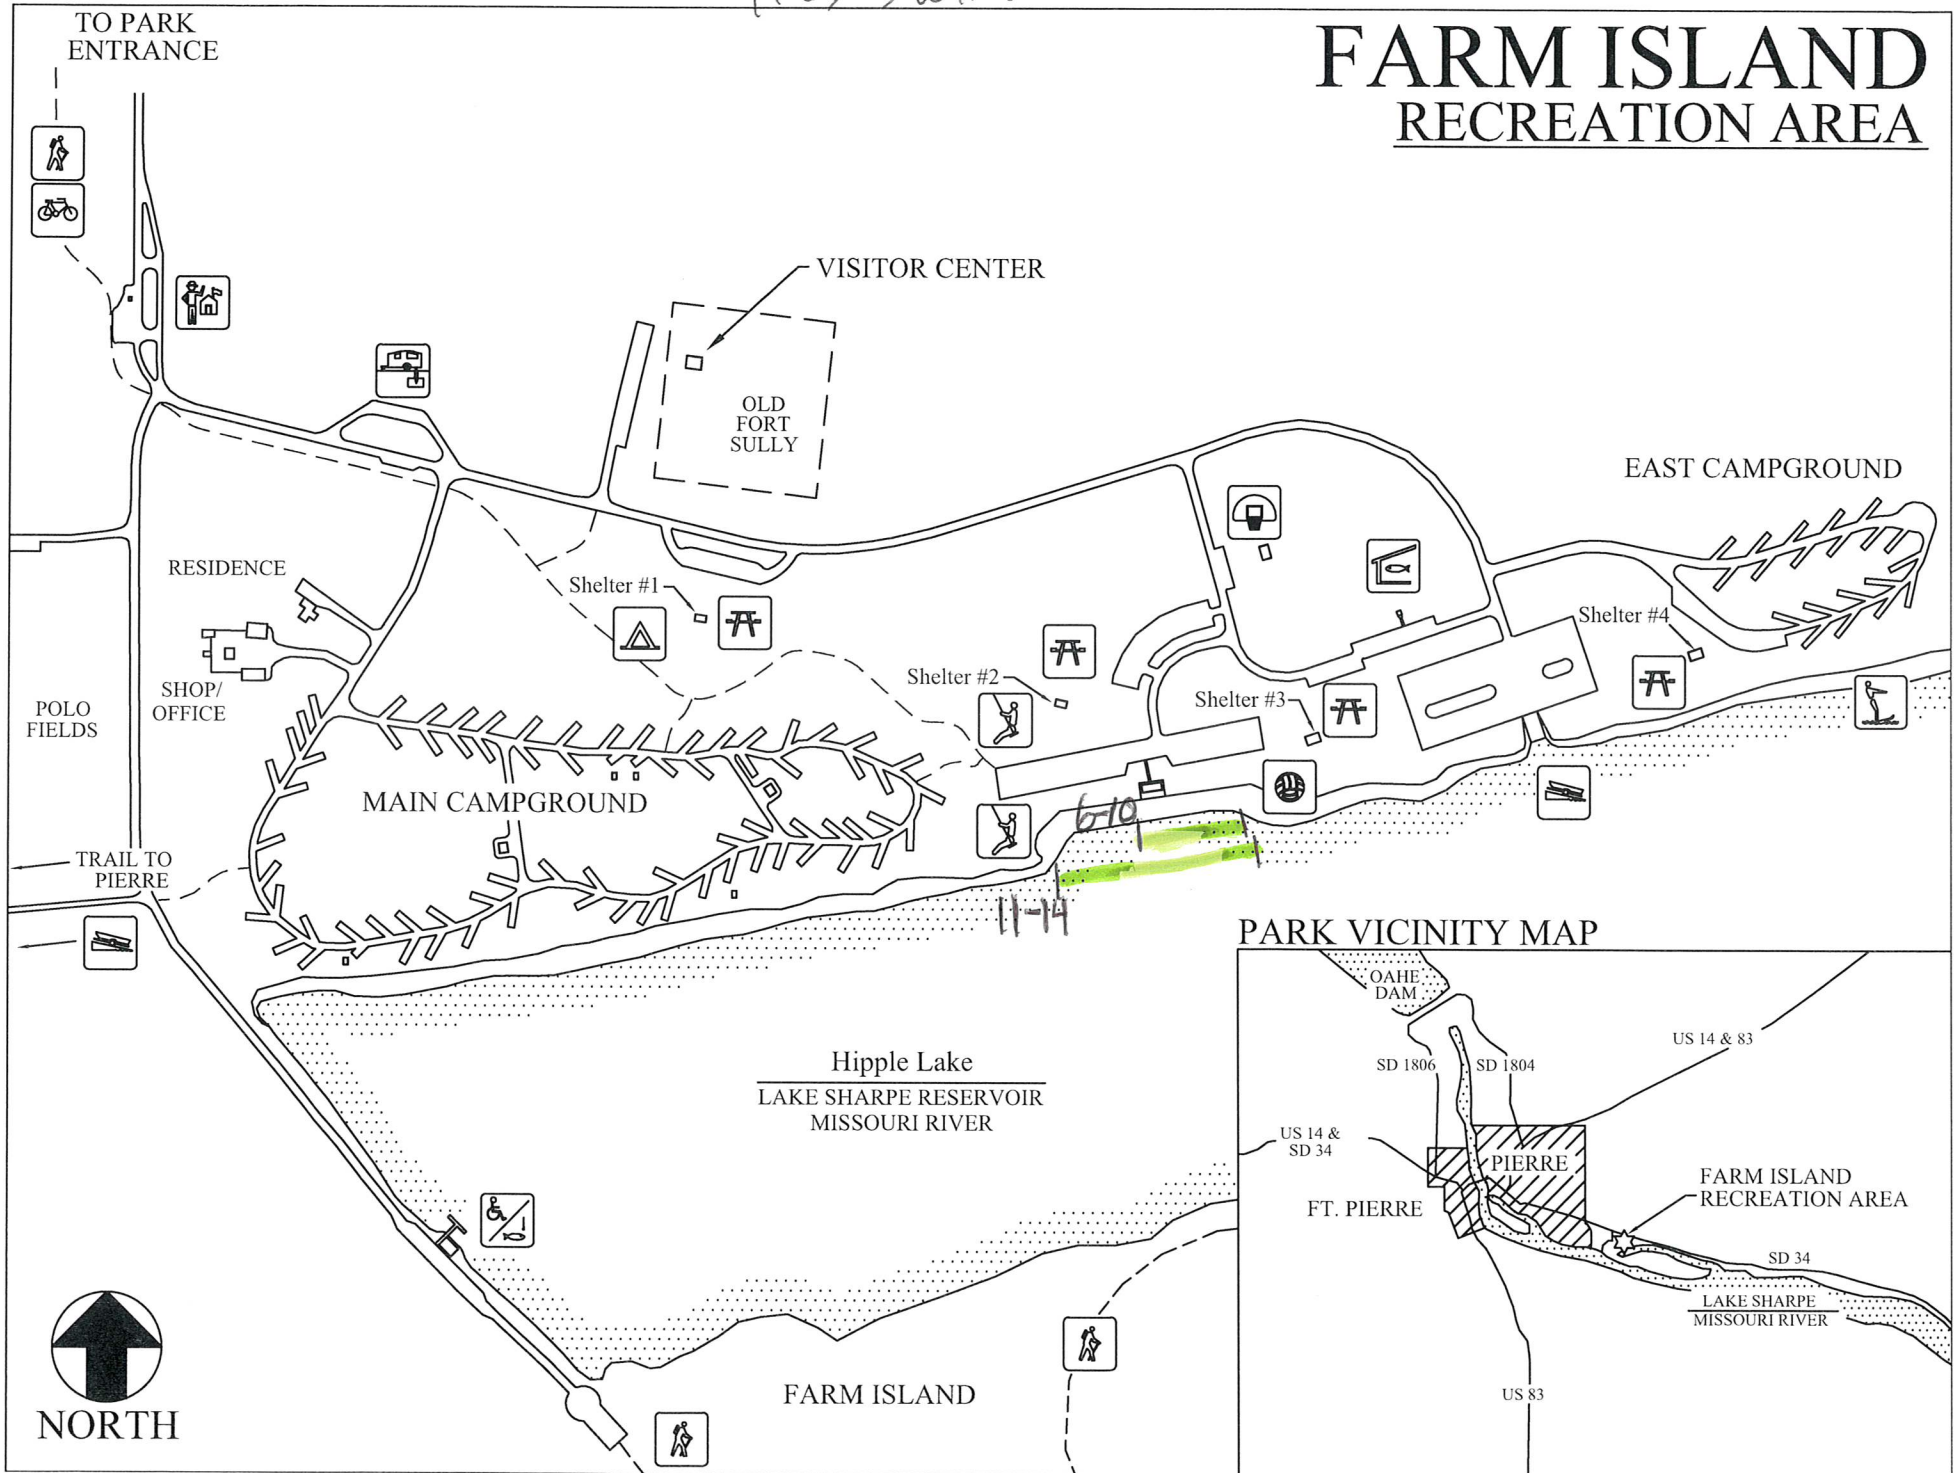 TO PARK
ENTRANCE
FARM ISLAND
RECREATION AREA
VISITOR CENTER
OLD
FORT
SULLY
EAST CAMPGROUND
RESIDENCE
Shelter #1
Shelter #4
SHOP/
OFFICE
Shelter #2
Shelter #3
POLO
FIELDS
MAIN CAMPGROUND
6-10
TRAIL TO
PIERRE
11-14
PARK VICINITY MAP
OAHE
DAM
US 14 & 83
SD 1806
SD 1804
Hipple Lake
LAKE SHARPE RESERVOIR
MISSOURI RIVER
US 14 &
SD 34
PIERRE
FARM ISLAND
RECREATION AREA
FT. PIERRE
SD 34
LAKE SHARPE
MISSOURI RIVER
US 83
FARM ISLAND
NORTH